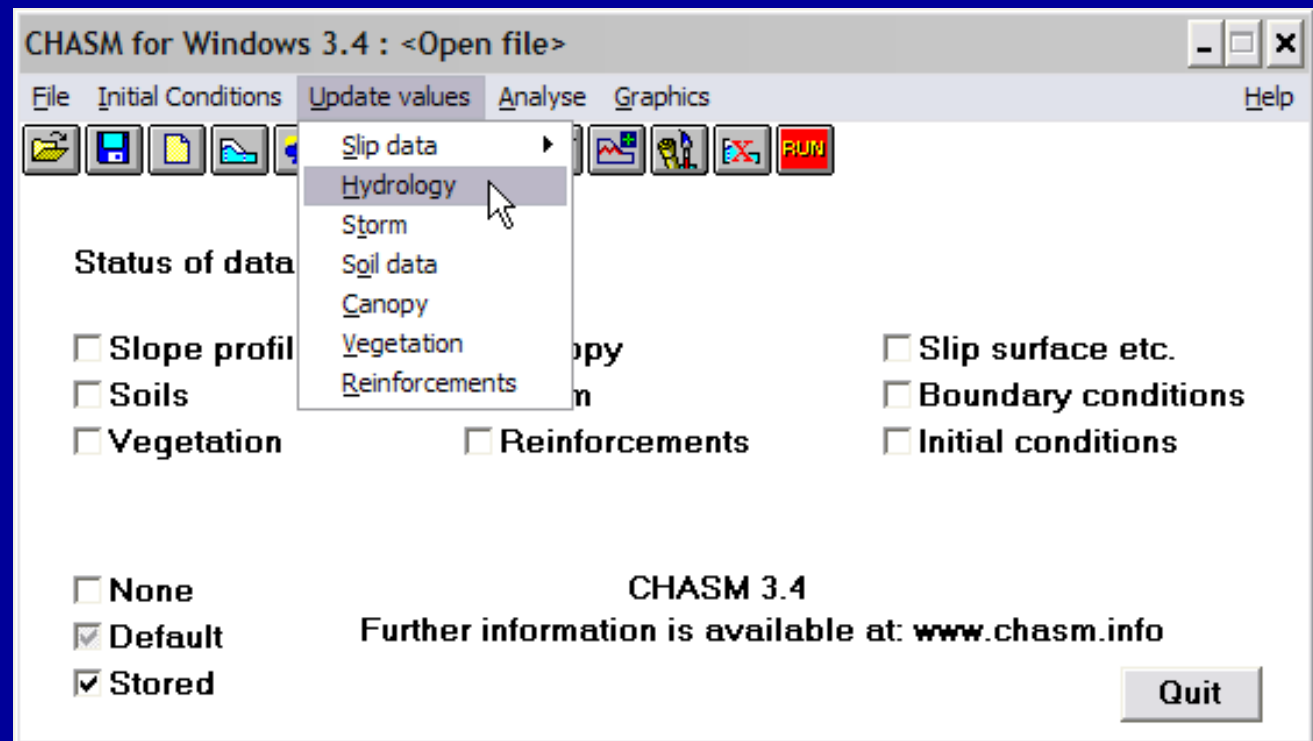 CHASM for Windows 3.4 : <Open file>
File Initial Conditions Update values Analyse Graphics Help
RUN
Slip data
Hydrology
Storm
Soil data
Canopy
Vegetation
Reinforcements
Status of data
Slope profil
opy
Slip surface etc.
Soils
m
Boundary conditions
Vegetation
Reinforcements
Initial conditions
None
Default
Stored
CHASM 3.4
Further information is available at: www.chasm.info
Quit